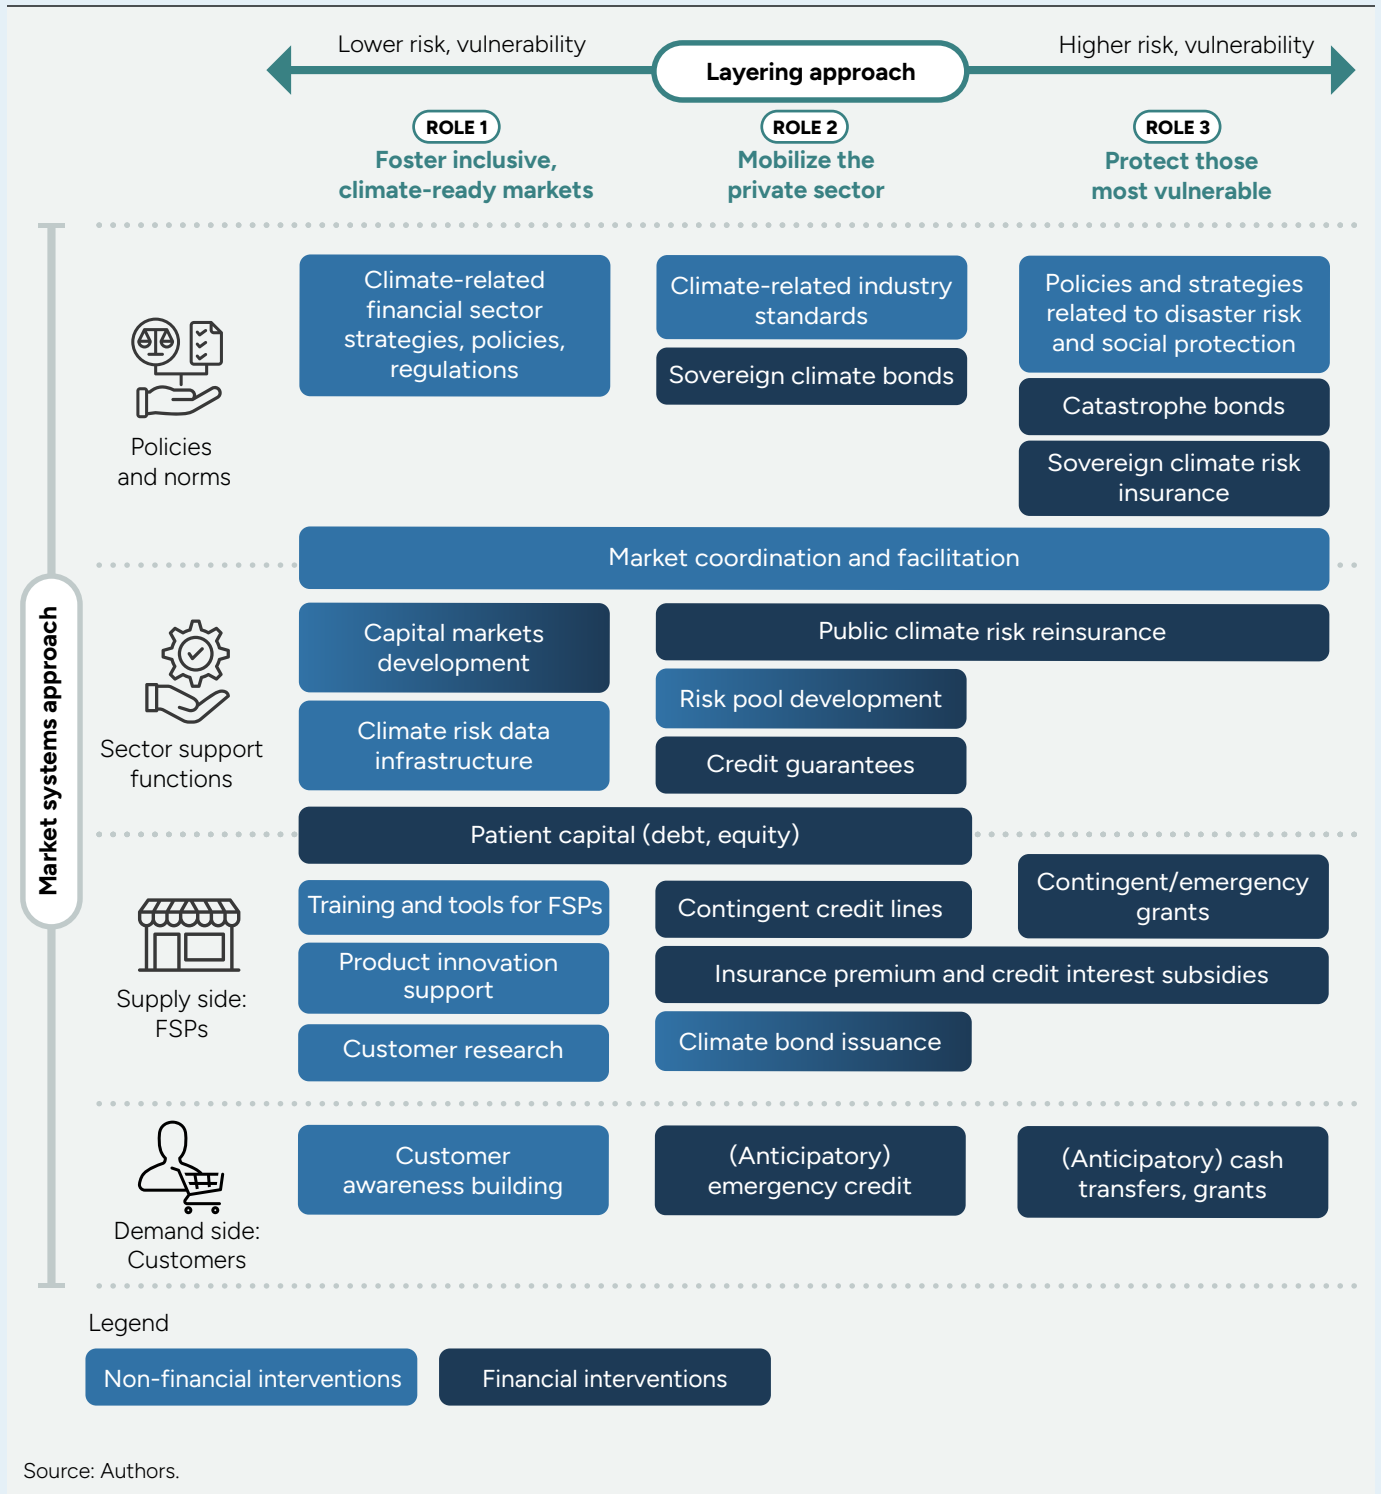 Lower risk, vulnerability
Layering approach
Higher risk, vulnerability
ROLE 1
Foster inclusive,
climate-ready markets
ROLE 2
Mobilize the
private sector
ROLE 3
Protect those
most vulnerable
Market systems approach
Policies
and norms
Climate-related
financial sector
strategies, policies,
regulations
Climate-related industry
standards
Sovereign climate bonds
Policies and strategies
related to disaster risk
and social protection
Catastrophe bonds
Sovereign climate risk
insurance
Market coordination and facilitation
Sector support
functions
Capital markets
development
Climate risk data
infrastructure
Public climate risk reinsurance
Risk pool development
Credit guarantees
Patient capital (debt, equity)
Supply side:
FSPs
Training and tools for FSPs
Product innovation
support
Customer research
Contingent credit lines
Contingent/emergency
grants
Insurance premium and credit interest subsidies
Climate bond issuance
Demand side:
Customers
Customer
awareness building
(Anticipatory)
emergency credit
(Anticipatory) cash
transfers, grants
Legend
Non-financial interventions
Financial interventions
Source: Authors.